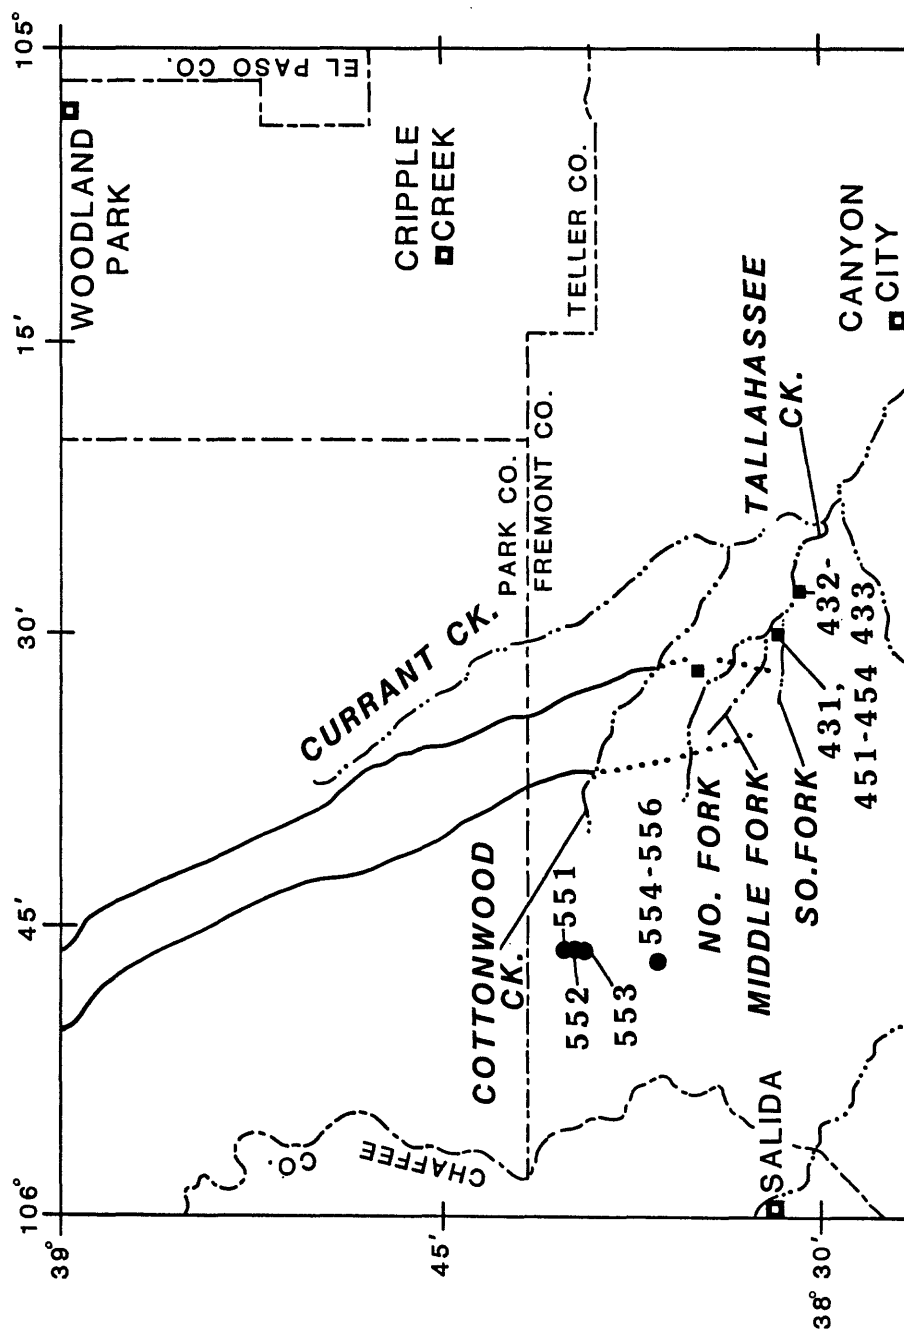 106°
45'
30'
15'
105°
39°
45'
38° 30'
WOODLAND
PARK
EL PASO CO.
CRIPPLE
CREEK
TELLER CO.
CHAFFEE
CO.
CURRANT CK.
PARK CO.
FREMONT CO.
COTTONWOOD
CK.
551
552
553
554-556
NO. FORK
MIDDLE FORK
SO.FORK
TALLAHASSEE
CK.
431,
432-
451-454 433
SALIDA
CANYON
CITY